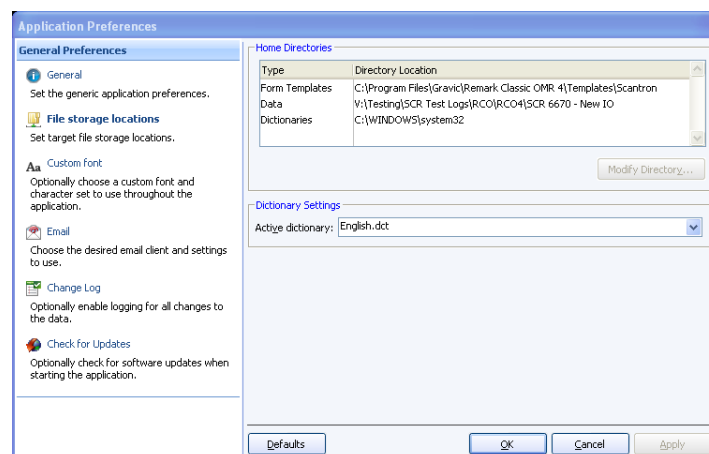 Application Preferences
General Preferences
General
Set the generic application preferences.
File storage locations
Set target file storage locations.
Aa Custom font
Optionally choose a custom font and
character set to use throughout the
application.
Email
Choose the desired email client and settings
to use.
Change Log
Optionally enable logging for all changes to
the data.
Check for Updates
Optionally check for software updates when
starting the application.
Home Directories
Type Directory Location
Form Templates C:\Program Files\Gravic\Remark Classic OMR 4\Templates\Scantron
Data V:\Testing\SCR Test Logs\RCO\RCO4\SCR 6670 - New IO
Dictionaries C:\WINDOWS\system32
Modify Directory...
Dictionary Settings
Active dictionary: English.dct
Defaults OK Cancel Apply